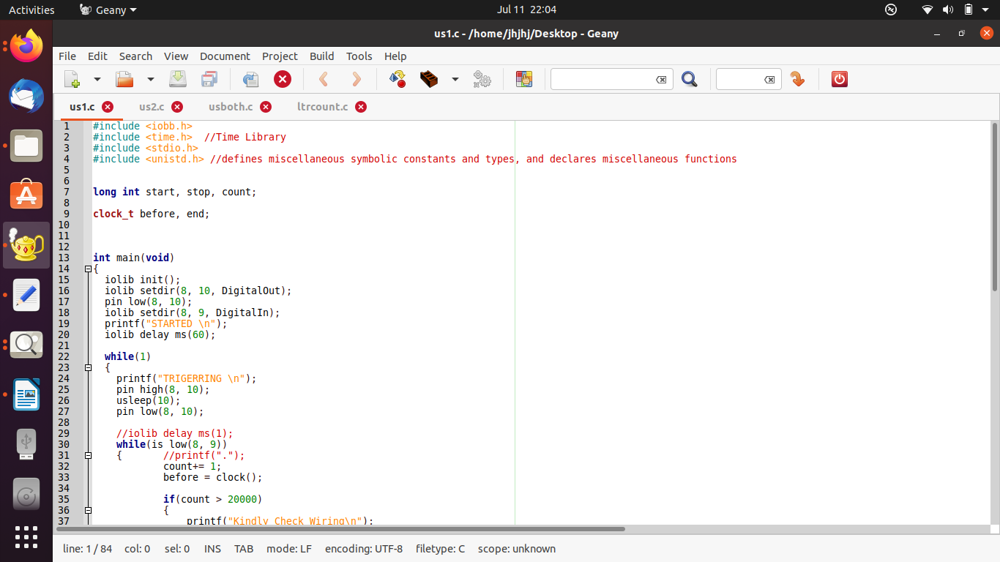 Activities Geany Jul 11 22:04
us1.c - /home/jhjhj/Desktop - Geany
File Edit Search View Document Project Build Tools Help
us1.c us2.c usboth.c ltrcount.c
1 #include <iobb.h>
2 #include <time.h> //Time Library
3 #include <stdio.h>
4 #include <unistd.h> //defines miscellaneous symbolic constants and types, and declares miscellaneous functions
5
6
7 long int start, stop, count;
8
9 clock_t before, end;
10
11
12
13 int main(void)
14 {
15 iolib init();
16 iolib setdir(8, 10, DigitalOut);
17 pin low(8, 10);
18 iolib setdir(8, 9, DigitalIn);
19 printf("STARTED \n");
20 iolib delay ms(60);
21
22 while(1)
23 {
24 printf("TRIGERRING \n");
25 pin high(8, 10);
26 usleep(10);
27 pin low(8, 10);
28
29 //iolib delay ms(1);
30 while(is low(8, 9))
31 { //printf(".");
32 count+= 1;
33 before = clock();
34
35 if(count > 20000)
36 {
37 printf("Kindly Check Wiring\n");
line: 1 / 84 col: 0 sel: 0 INS TAB mode: LF encoding: UTF-8 filetype: C scope: unknown